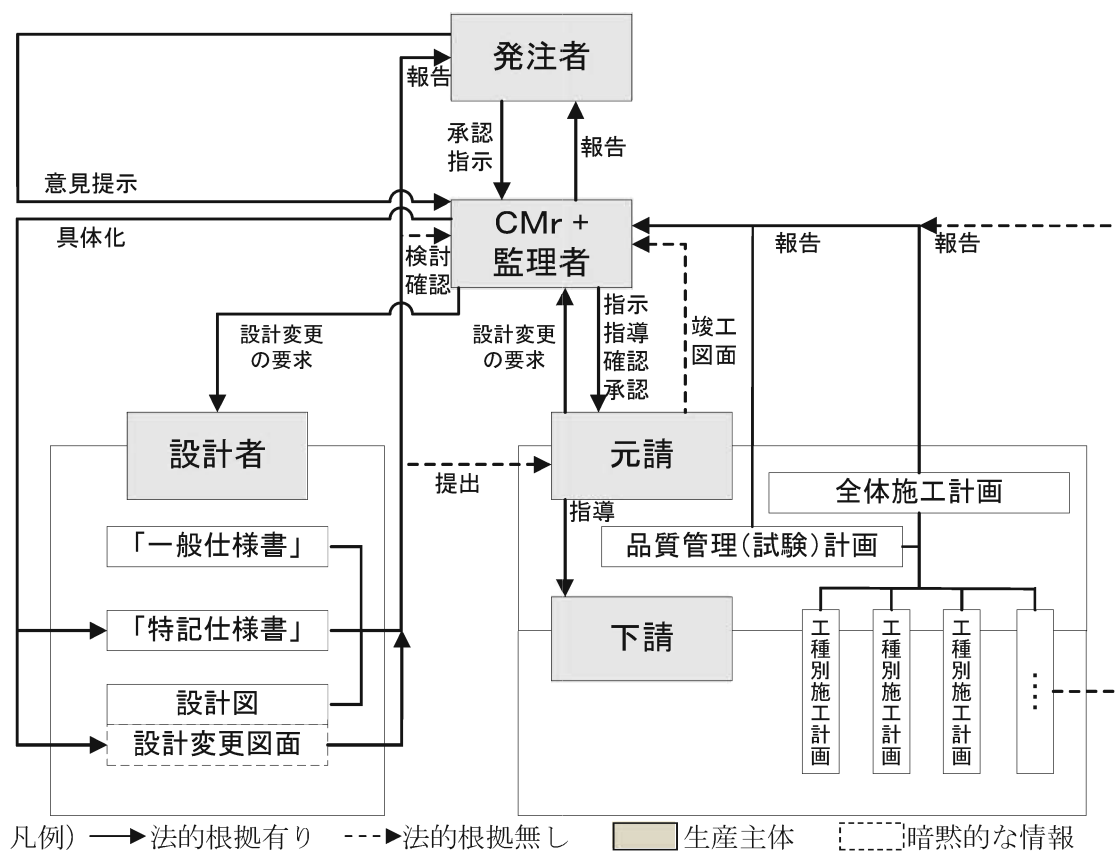 発注者
報告
承認
指示
報告
意見提示
具体化
CMr +
監理者
検討
確認
報告
報告
設計変更
の要求
設計変更
の要求
指示
指導
確認
承認
竣工
図面
設計者
提出
元請
指導
全体施工計画
「一般仕様書」
品質管理(試験)計画
「特記仕様書」
下請
工種別施工計画
工種別施工計画
工種別施工計画
⋯⋯
設計図
設計変更図面
凡例) 法的根拠有り 法的根拠無し 生産主体 暗黙的な情報